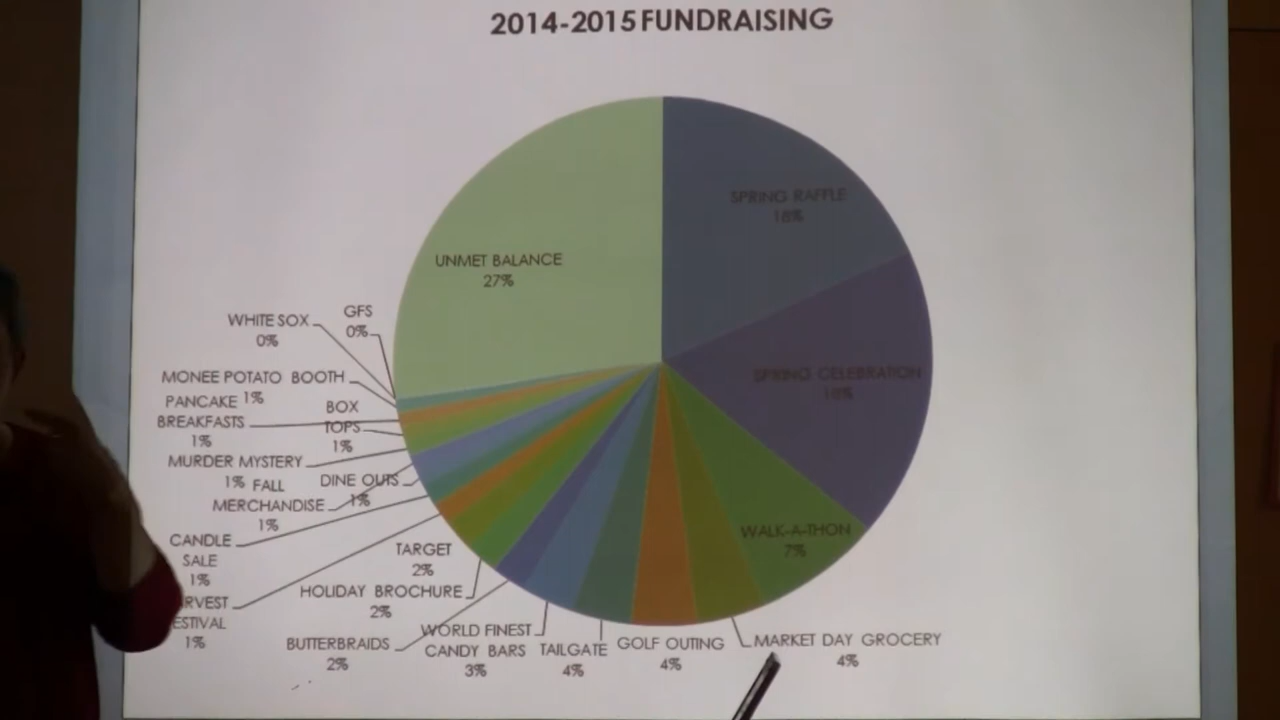 2014-2015 FUNDRAISING
SPRING RAFFLE
18%
UNMET BALANCE
27%
GFS
0%
WHITE SOX
0%
SPRING CELEBRATION
18%
MONEE POTATO BOOTH
1%
PANCAKE
BREAKFASTS
1%
BOX
TOPS
1%
MURDER MYSTERY
1%
DINE OUTS
1%
FALL
MERCHANDISE
1%
WALK-A-THON
7%
CANDLE
SALE
1%
TARGET
2%
HOLIDAY BROCHURE
2%
RVEST
ESTIVAL
1%
BUTTERBRAIDS
2%
WORLD FINEST
CANDY BARS
3%
TAILGATE
4%
GOLF OUTING
4%
MARKET DAY GROCERY
4%